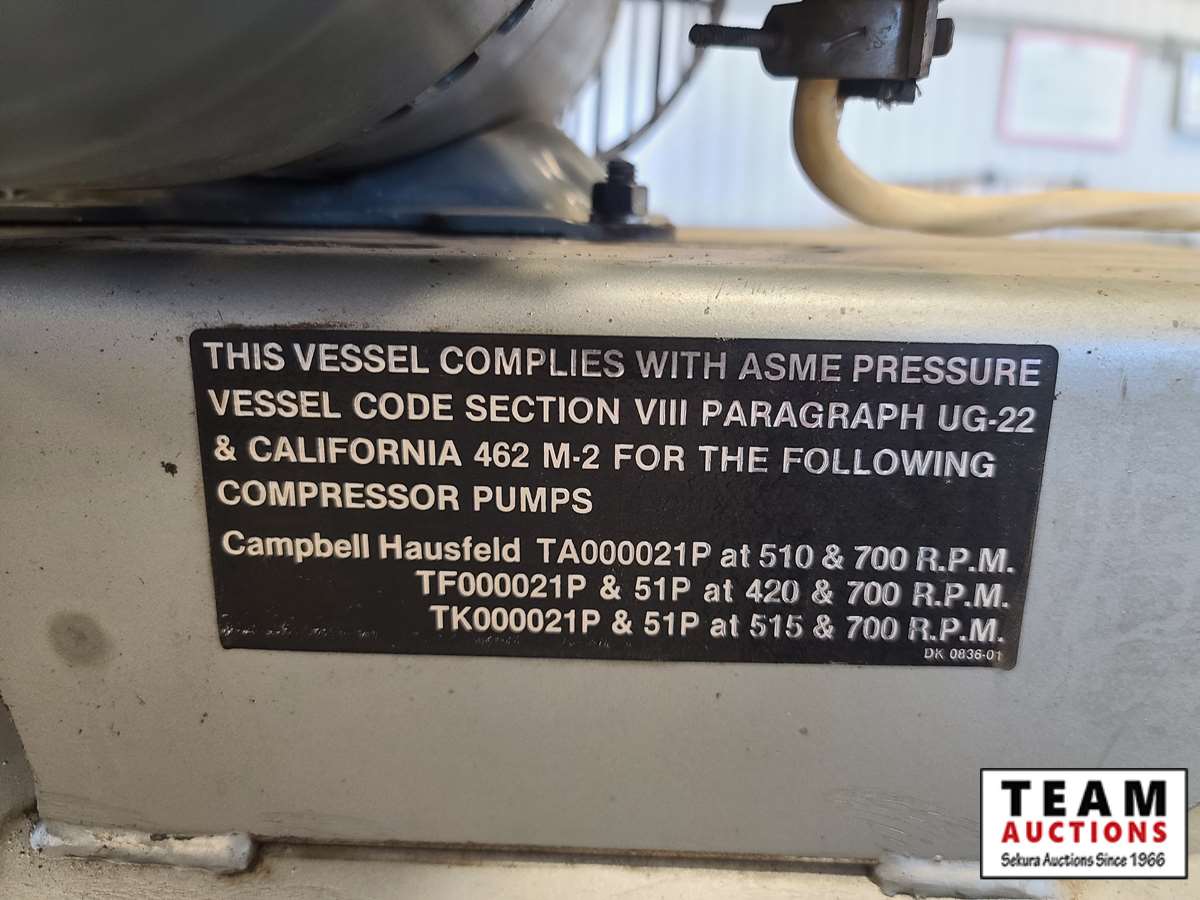 THIS VESSEL COMPLIES WITH ASME PRESSURE
VESSEL CODE SECTION VIII PARAGRAPH UG-22
& CALIFORNIA 462 M-2 FOR THE FOLLOWING
COMPRESSOR PUMPS
Campbell Hausfeld TA000021P at 510 & 700 R.P.M.
TF000021P & 51P at 420 & 700 R.P.M.
TK000021P & 51P at 515 & 700 R.P.M.
DK 0836-01
TEAM
AUCTIONS
Sekura Auctions Since 1966